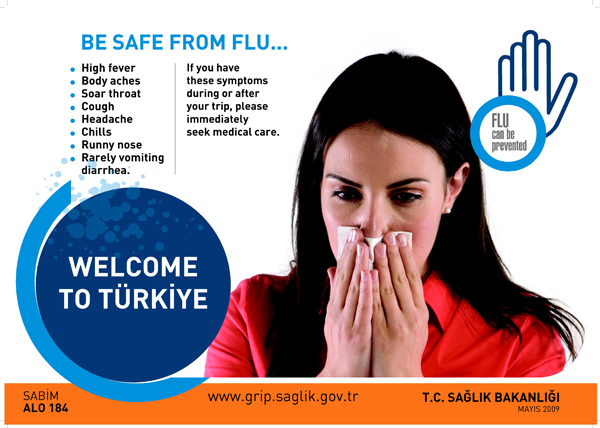 BE SAFE FROM FLU...
High fever
Body aches
Soar throat
Cough
Headache
Chills
Runny nose
Rarely vomiting
diarrhea.
If you have
these symptoms
during or after
your trip, please
immediately
seek medical care.
FLU
can be
prevented
WELCOME
TO TÜRKİYE
SABİM
ALO 184
www.grip.saglik.gov.tr
T.C. SAĞLIK BAKANLIĞI
MAYIS 2009